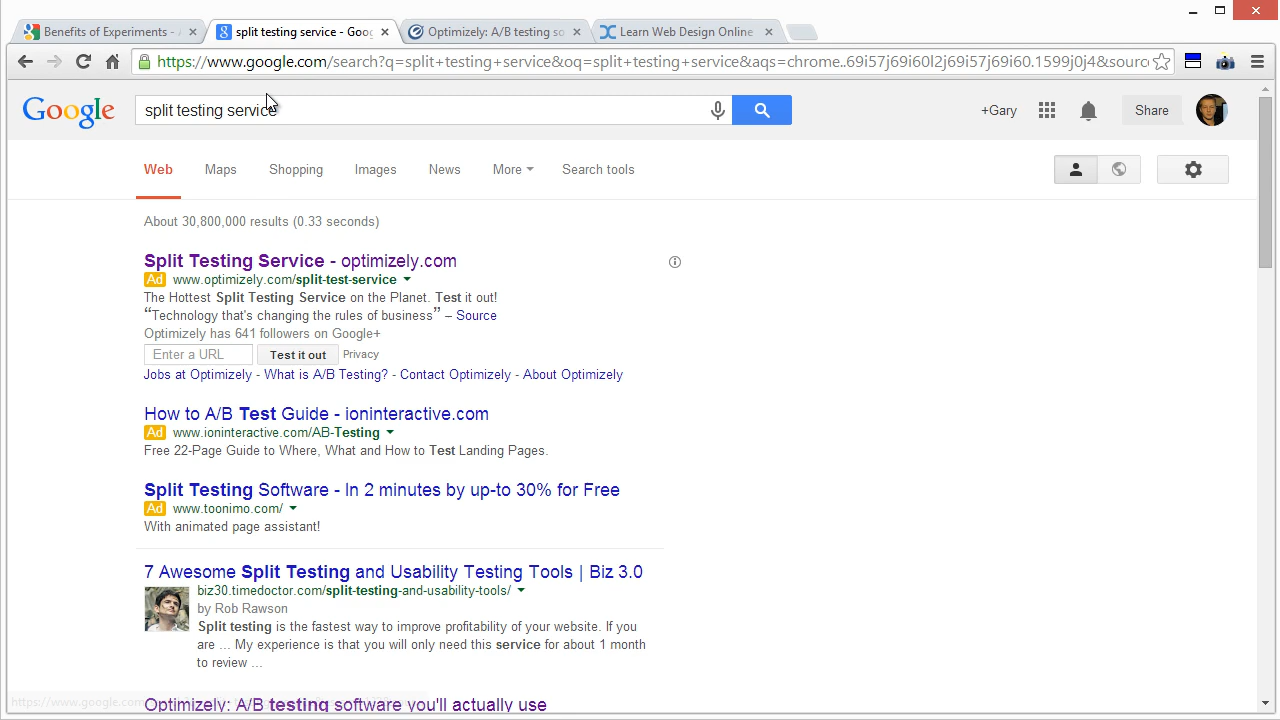 Benefits of Experiments -
split testing service - Goo
Optimizely: A/B testing so
Learn Web Design Online
https://www.google.com/search?q=split+testing+service&oq=split+testing+service&aqs=chrome..69i57j69i60l2j69i57j69i60.1599j0j4&source
Google
split testing service
+Gary
Share
Web Maps Shopping Images News More Search tools
About 30,800,000 results (0.33 seconds)
Split Testing Service - optimizely.com
Ad www.optimizely.com/split-test-service
The Hottest Split Testing Service on the Planet. Test it out!
“Technology that's changing the rules of business” – Source
Optimizely has 641 followers on Google+
Enter a URL Test it out Privacy
Jobs at Optimizely - What is A/B Testing? - Contact Optimizely - About Optimizely
How to A/B Test Guide - ioninteractive.com
Ad www.ioninteractive.com/AB-Testing
Free 22-Page Guide to Where, What and How to Test Landing Pages.
Split Testing Software - In 2 minutes by up-to 30% for Free
Ad www.toonimo.com/
With animated page assistant!
7 Awesome Split Testing and Usability Testing Tools | Biz 3.0
biz30.timedoctor.com/split-testing-and-usability-tools/
by Rob Rawson
Split testing is the fastest way to improve profitability of your website. If you
are ... My experience is that you will only need this service for about 1 month
to review ...
Optimizely: A/B testing software you'll actually use
https://www.google.com